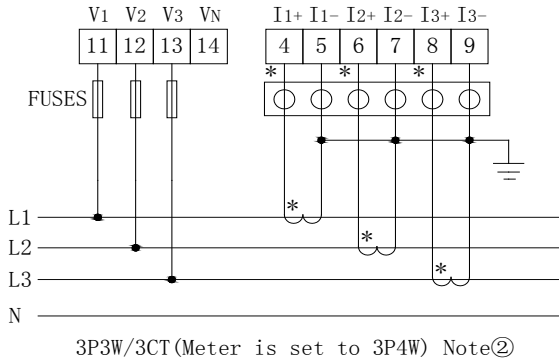 V1 V2 V3 VN I1+ I1- I2+ I2- I3+ I3-
11 12 13 14 4 5 6 7 8 9
* * *
FUSES
*
L1
*
L2
*
L3
N
3P3W/3CT(Meter is set to 3P4W) Note②